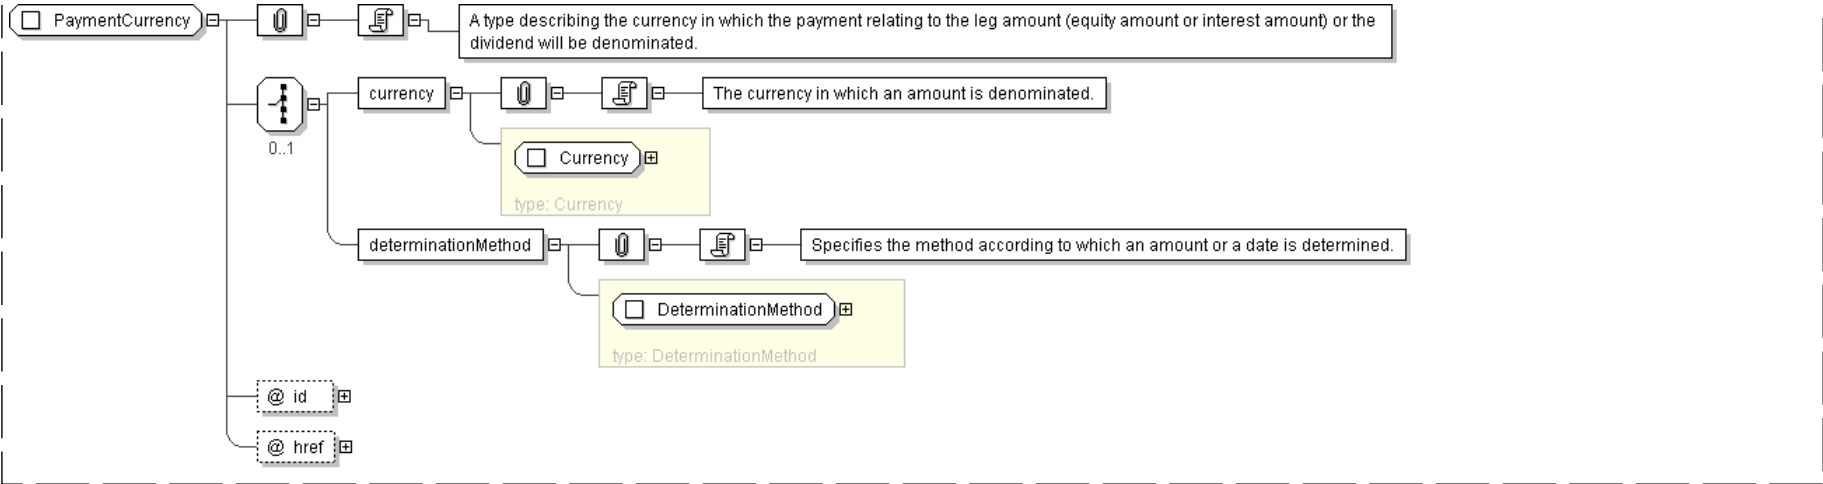 PaymentCurrency
A type describing the currency in which the payment relating to the leg amount (equity amount or interest amount) or the
dividend will be denominated.
currency
The currency in which an amount is denominated.
0..1
Currency
type: Currency
determinationMethod
Specifies the method according to which an amount or a date is determined.
DeterminationMethod
type: DeterminationMethod
@ id
@ href